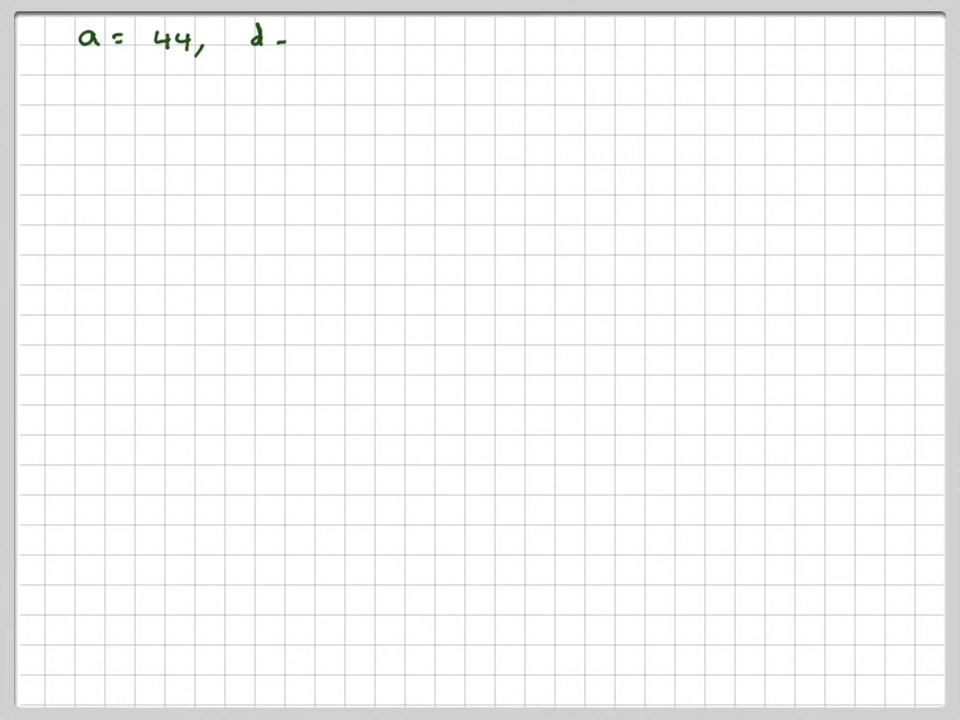 a = 44, d -